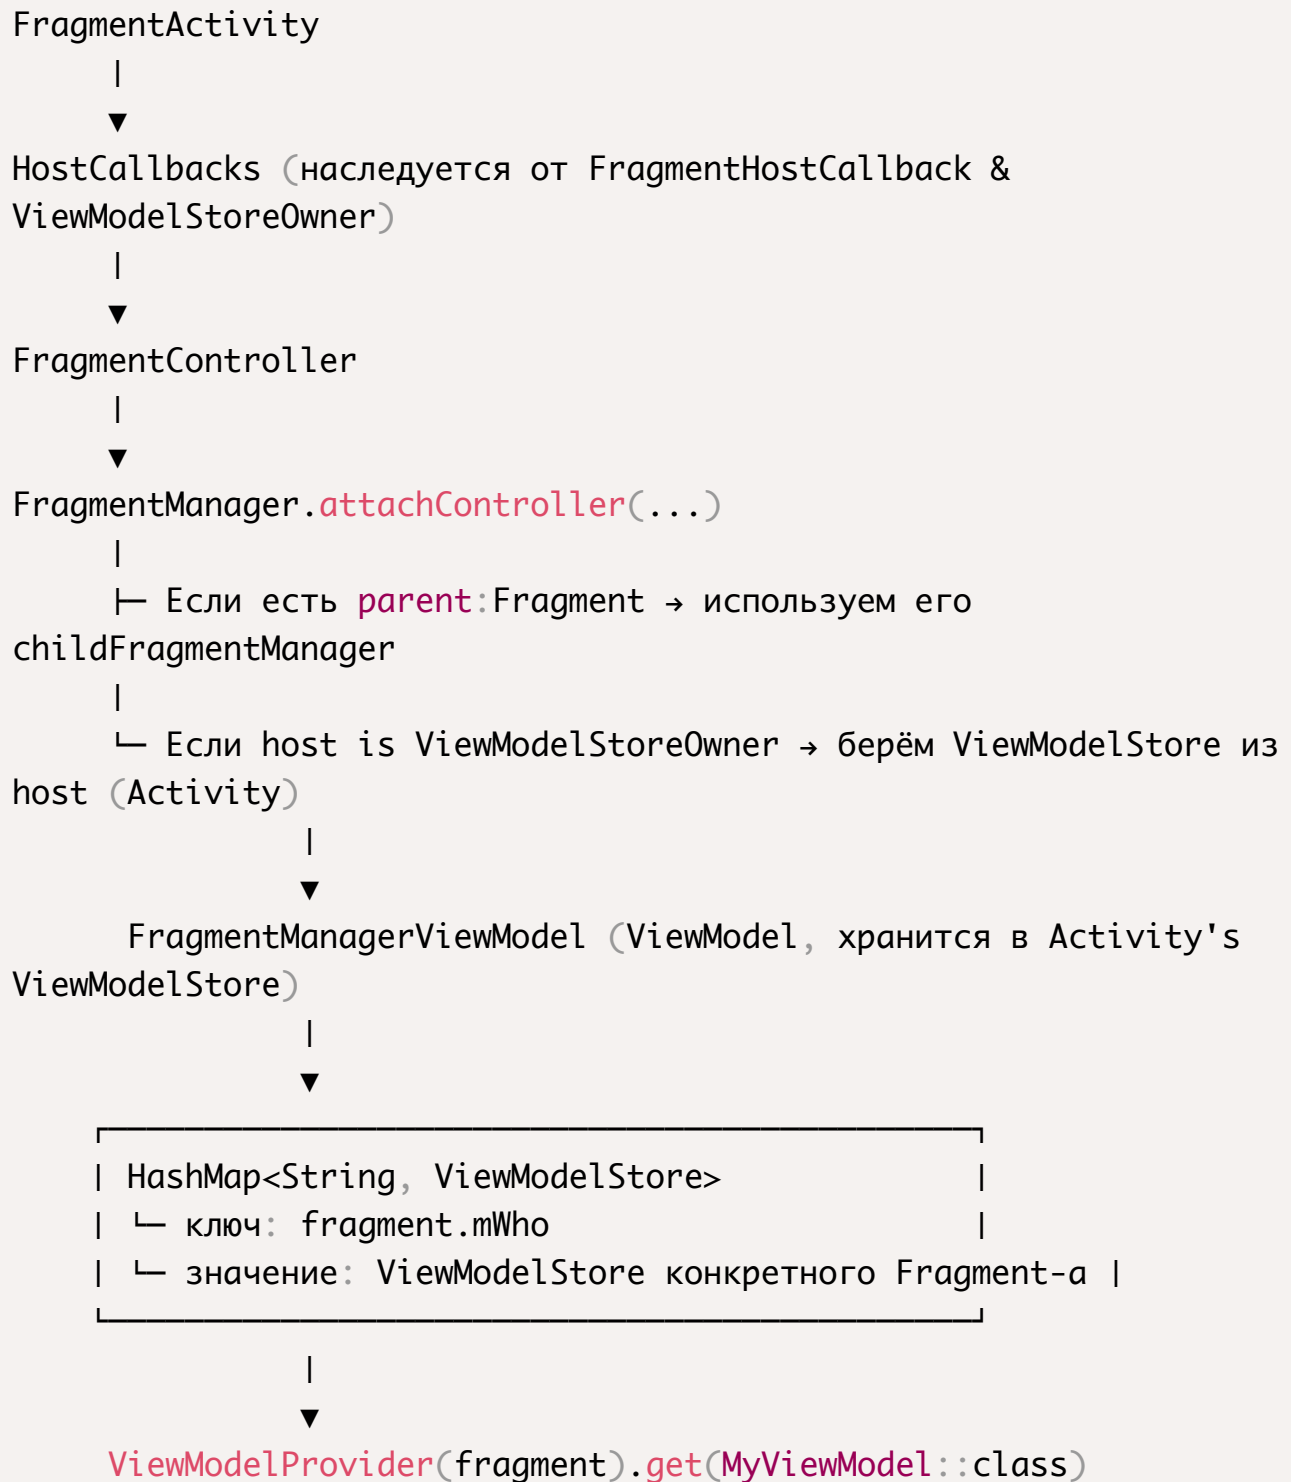 FragmentActivity
|
▼
HostCallbacks (наследуется от FragmentHostCallback &
ViewModelStoreOwner)
|
▼
FragmentController
|
▼
FragmentManager.attachController(...)
|
├─ Если есть parent:Fragment → используем его
childFragmentManager
|
└─ Если host is ViewModelStoreOwner → берём ViewModelStore из
host (Activity)
|
▼
FragmentManagerViewModel (ViewModel, хранится в Activity's
ViewModelStore)
|
▼
┌─────────────────────────────────────────────┐
| HashMap<String, ViewModelStore> |
| └─ ключ: fragment.mWho |
| └─ значение: ViewModelStore конкретного Fragment-а |
└─────────────────────────────────────────────┘
|
▼
ViewModelProvider(fragment).get(MyViewModel::class)